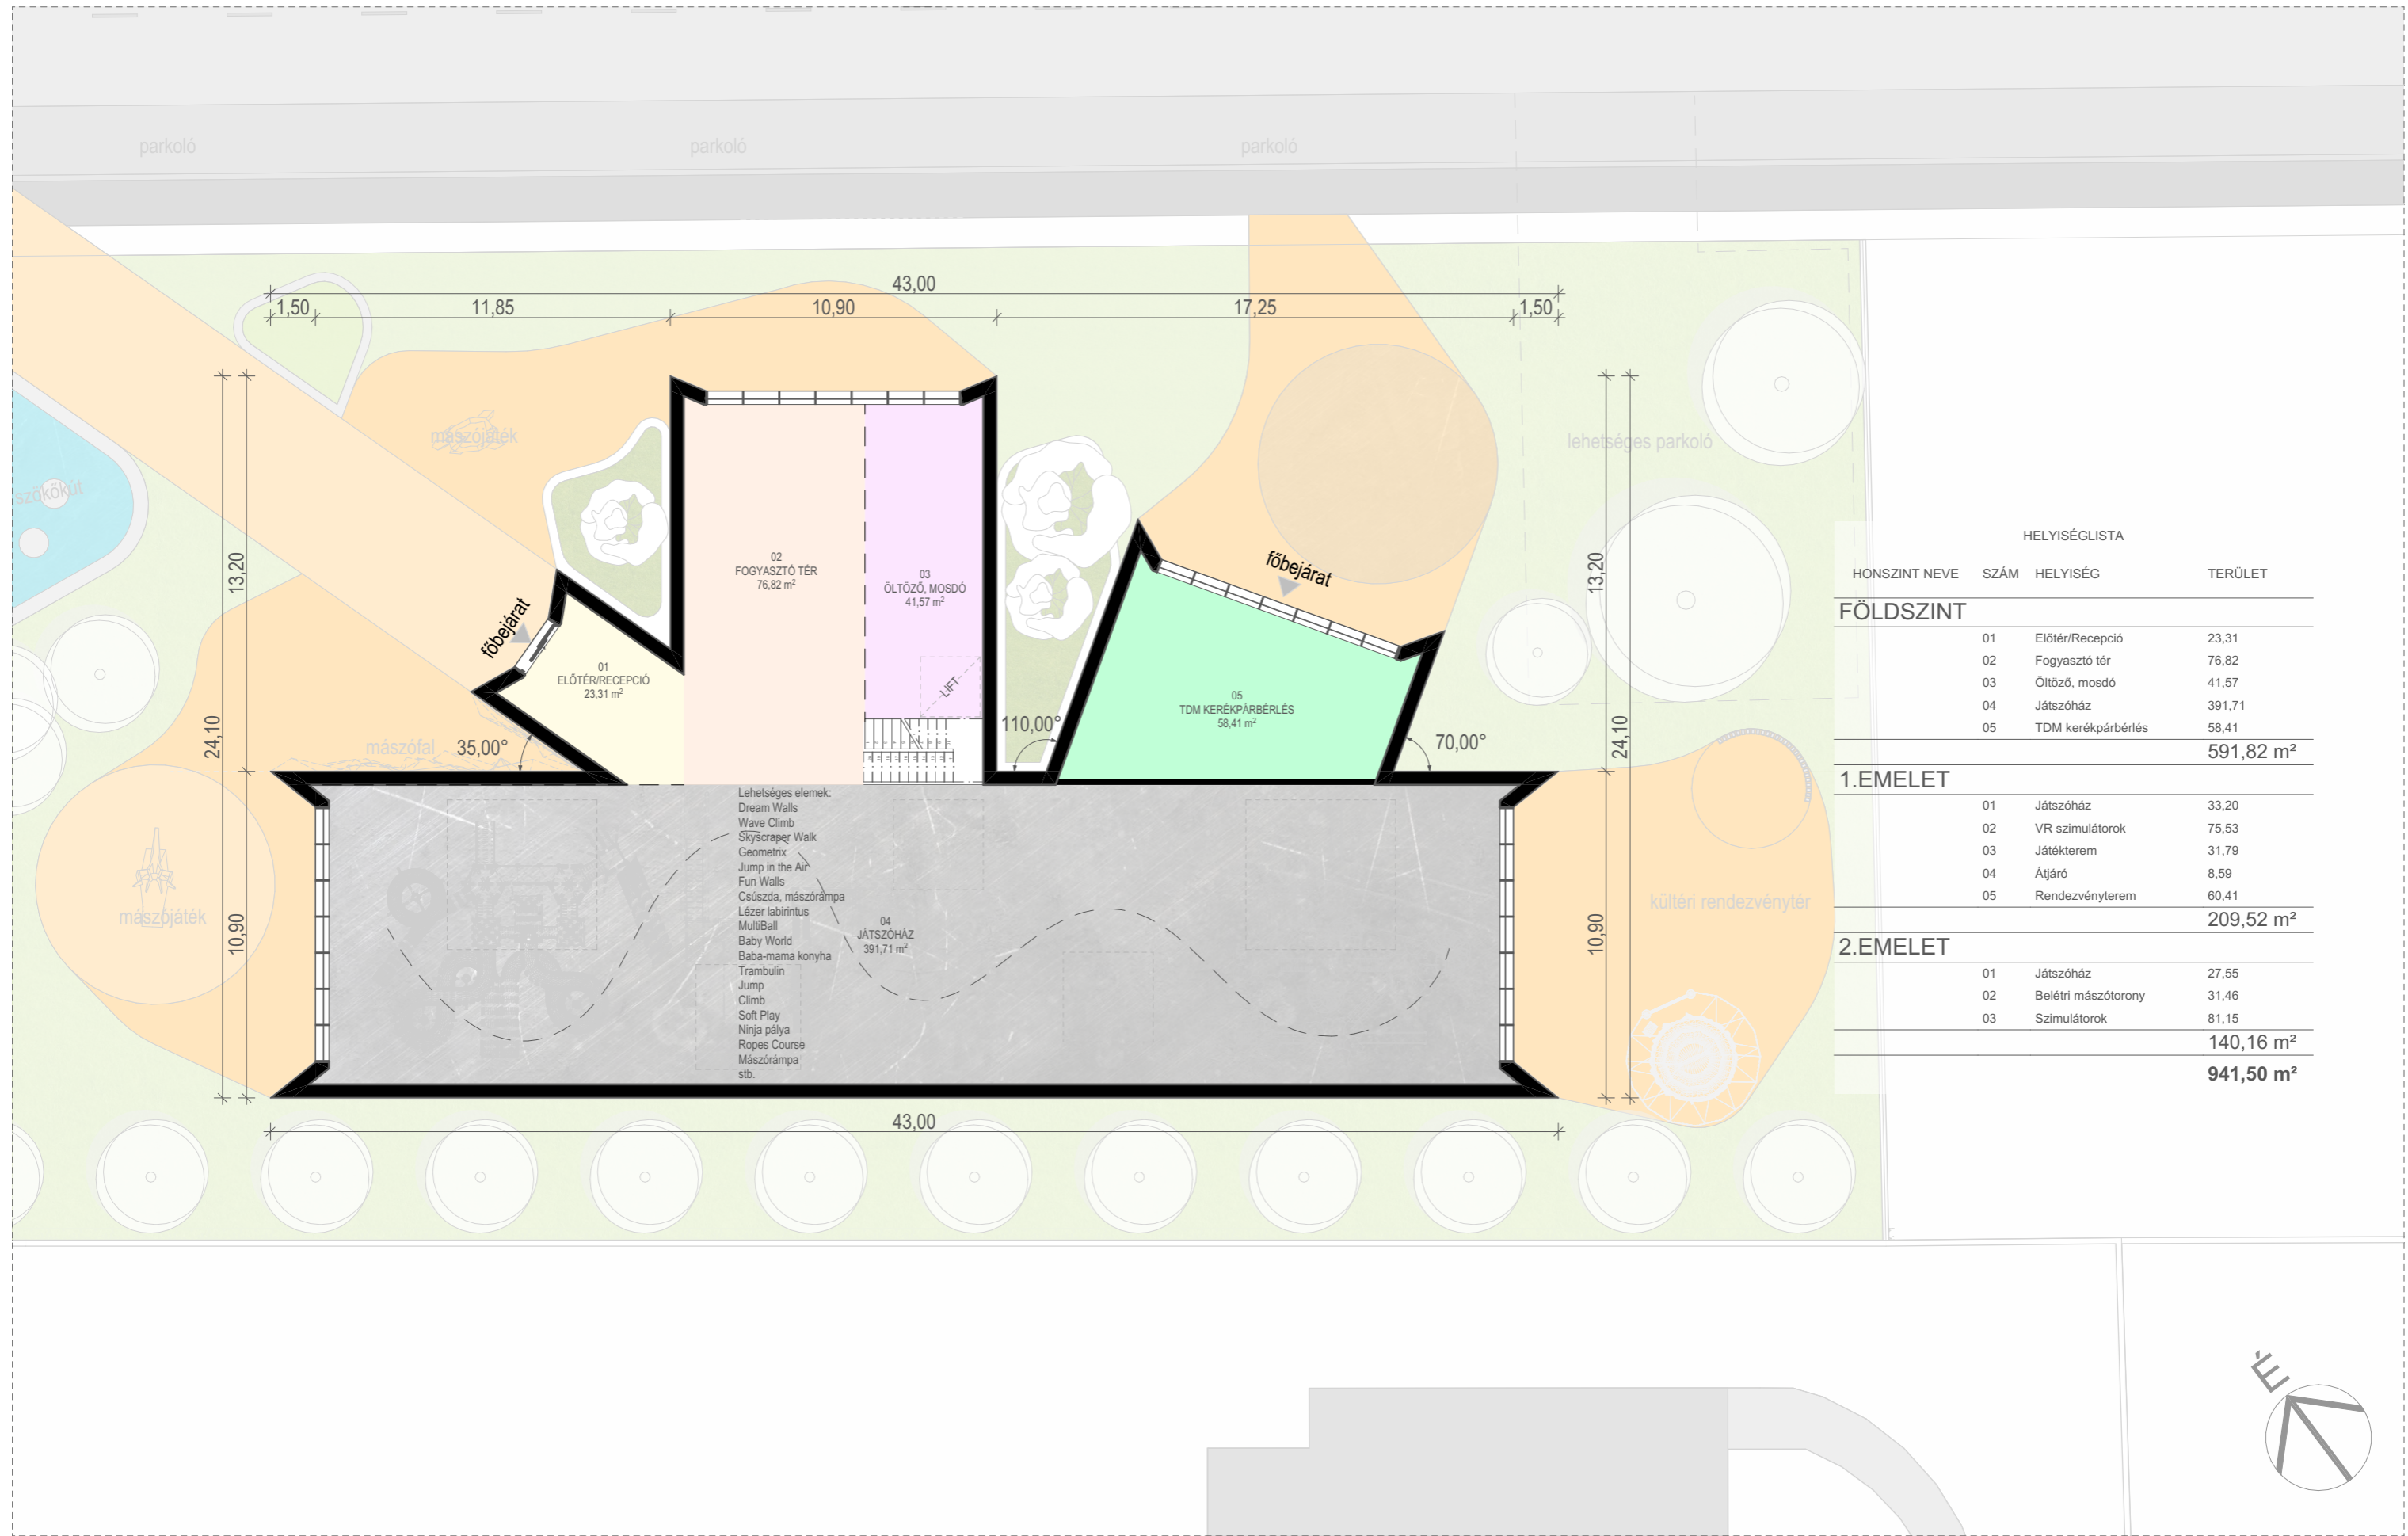 parkoló
parkoló
parkoló
43,00
1,50
11,85
10,90
17,25
1,50
mászójáték
szökőkút
lehetséges parkoló
13,20
24,10
10,90
13,20
24,10
10,90
főbejárat
főbejárat
02
FOGYASZTÓ TÉR
76,82 m²
03
ÖLTÖZŐ, MOSDÓ
41,57 m²
01
ELŐTÉR/RECEPCIÓ
23,31 m²
LIFT
05
TDM KERÉKPÁRBÉRLÉS
58,41 m²
mászófal
35,00°
110,00°
70,00°
mászójáték
Lehetséges elemek:
Dream Walls
Wave Climb
Skyscraper Walk
Geometrix
Jump in the Air
Fun Walls
Csúszda, mászórámpa
Lézer labirintus
MultiBall
Baby World
Baba-mama konyha
Trambulin
Jump
Climb
Soft Play
Ninja pálya
Ropes Course
Mászórámpa
stb.
04
JÁTSZÓHÁZ
391,71 m²
kültéri rendezvénytér
43,00
HELYISÉGLISTA
HONSZINT NEVE SZÁM HELYISÉG TERÜLET
FÖLDSZINT
01 Előtér/Recepció 23,31
02 Fogyasztó tér 76,82
03 Öltöző, mosdó 41,57
04 Játszóház 391,71
05 TDM kerékpárbérlés 58,41
591,82 m²
1.EMELET
01 Játszóház 33,20
02 VR szimulátorok 75,53
03 Játékterem 31,79
04 Átjáró 8,59
05 Rendezvényterem 60,41
209,52 m²
2.EMELET
01 Játszóház 27,55
02 Beltéri mászótorony 31,46
03 Szimulátorok 81,15
140,16 m²
941,50 m²
É